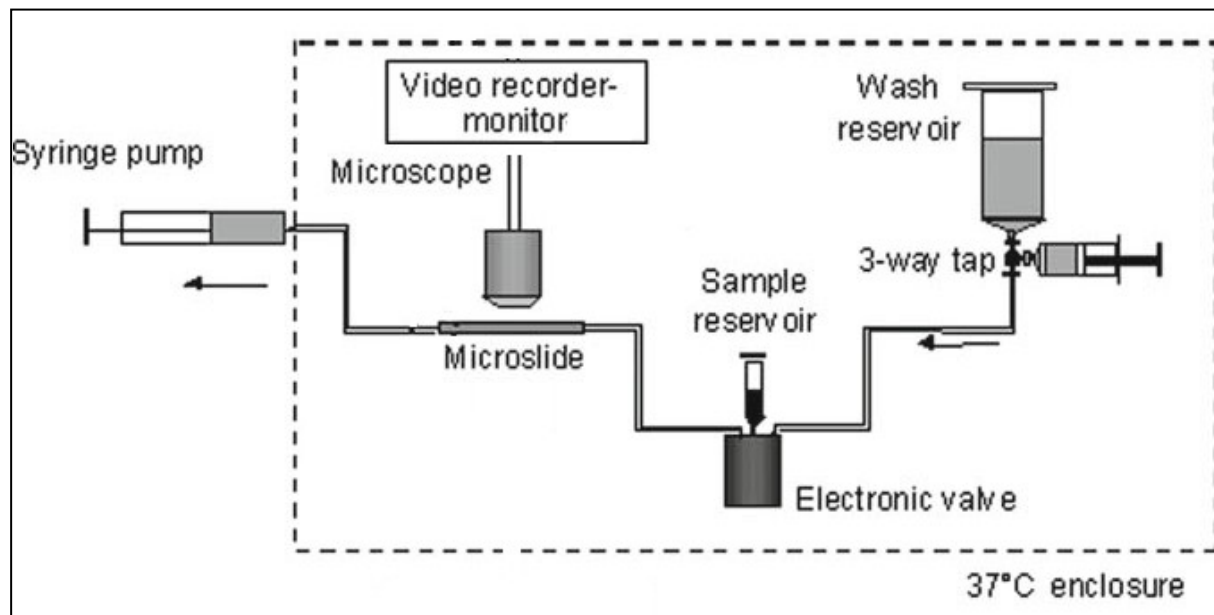 Video recorder-
monitor
Wash
reservoir
Syringe pump
Microscope
3-way tap
Sample
reservoir
Microslide
Electronic valve
37°C enclosure